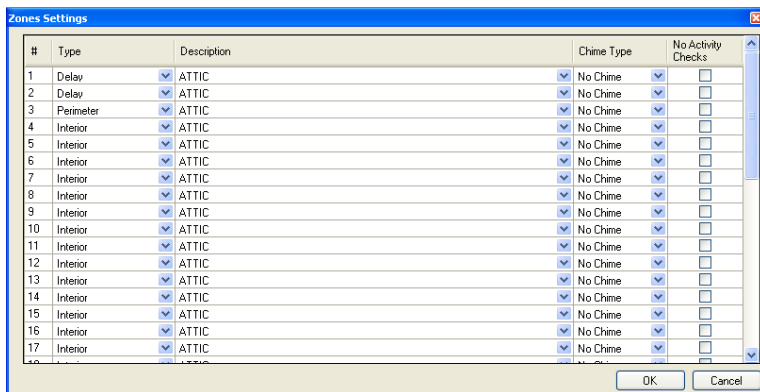 Zones Settings
# Type Description Chime Type No Activity Checks
1 Delay ATTIC No Chime
2 Delay ATTIC No Chime
3 Perimeter ATTIC No Chime
4 Interior ATTIC No Chime
5 Interior ATTIC No Chime
6 Interior ATTIC No Chime
7 Interior ATTIC No Chime
8 Interior ATTIC No Chime
9 Interior ATTIC No Chime
10 Interior ATTIC No Chime
11 Interior ATTIC No Chime
12 Interior ATTIC No Chime
13 Interior ATTIC No Chime
14 Interior ATTIC No Chime
15 Interior ATTIC No Chime
16 Interior ATTIC No Chime
17 Interior ATTIC No Chime
OK Cancel